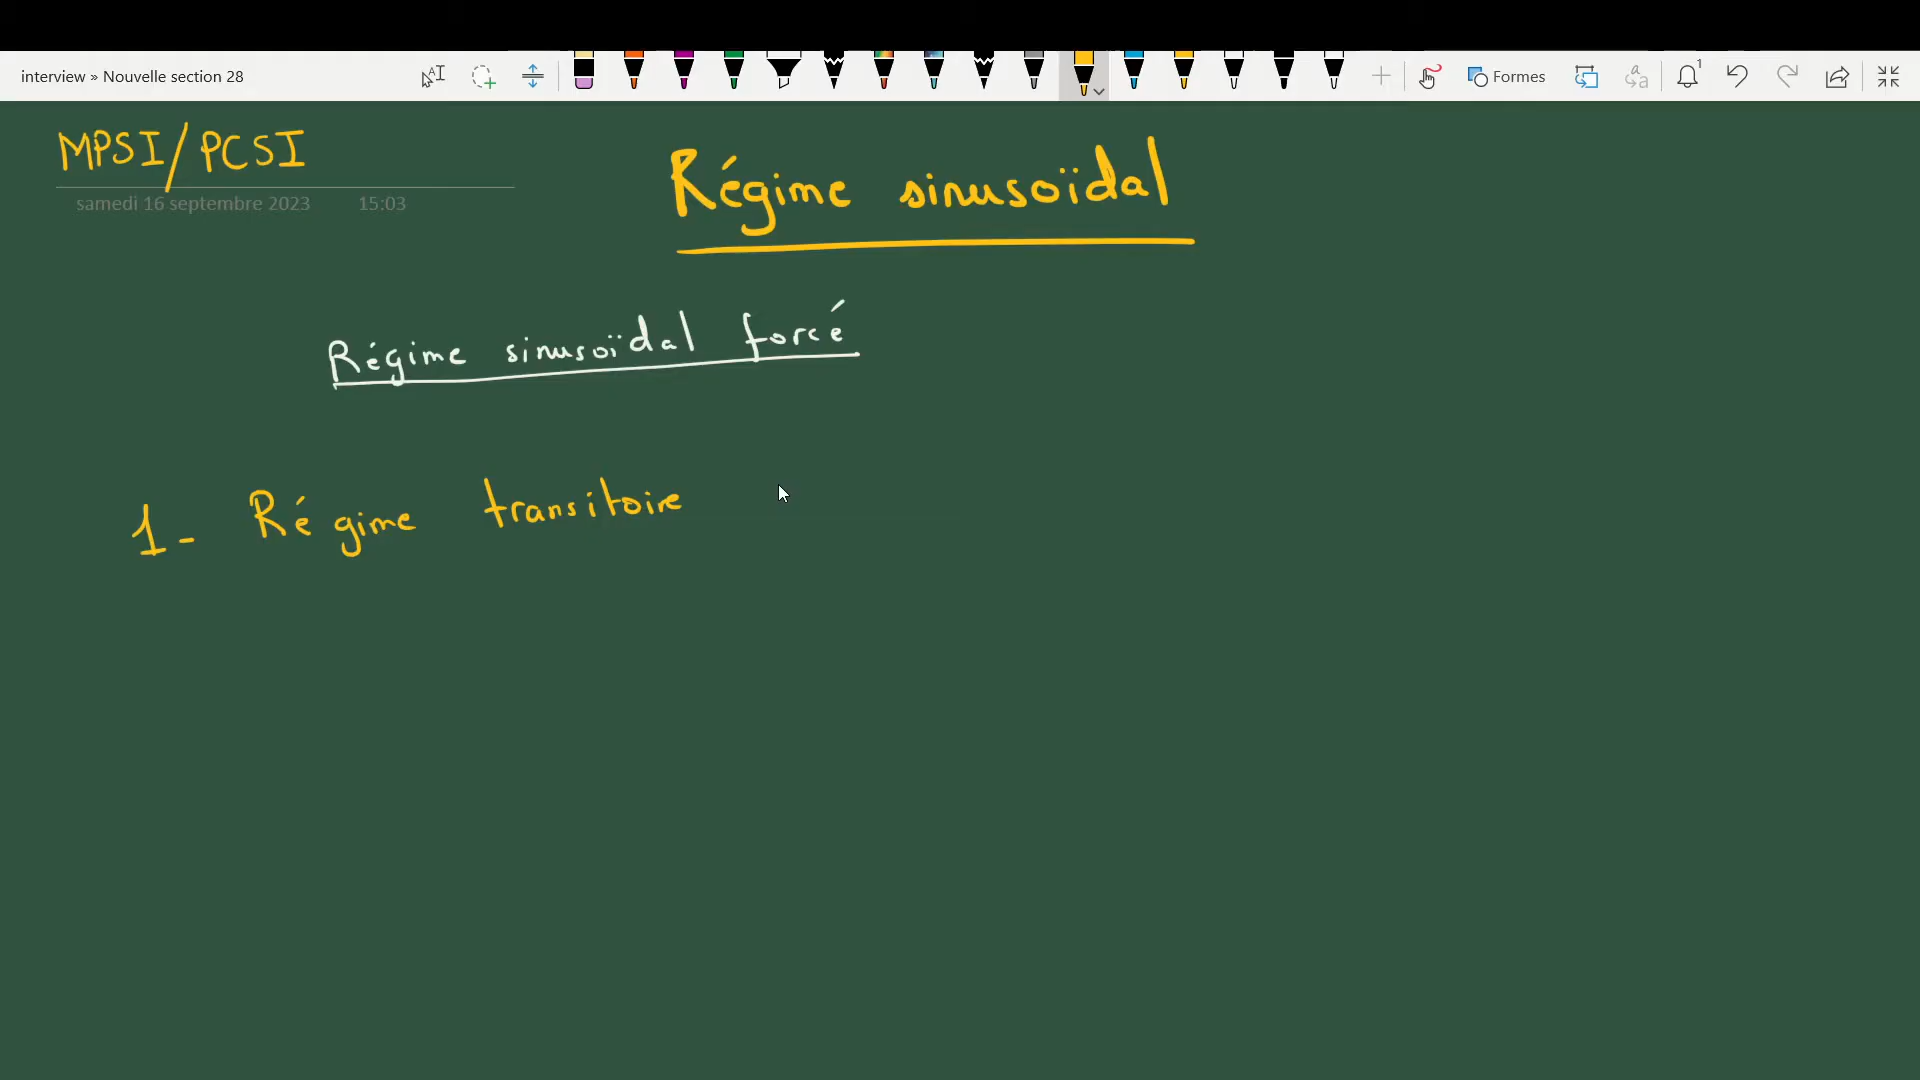 interview » Nouvelle section 28
Formes
1
MPSI/PCSI
samedi 16 septembre 2023 15:03
Régime sinusoïdal
Régime sinusoïdal forcé
1- Régime transitoire